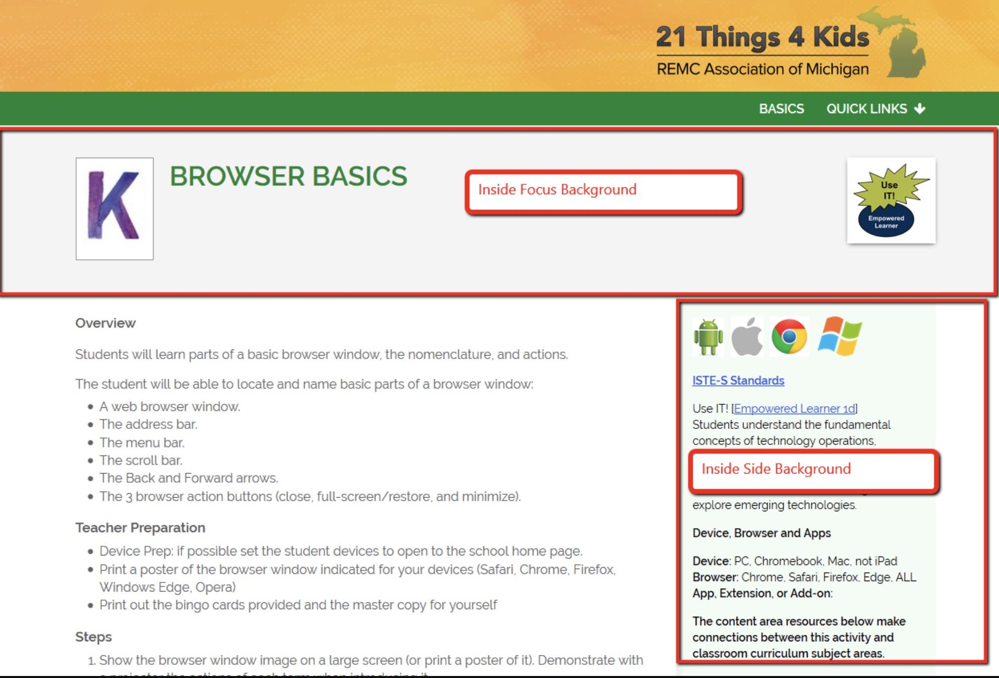 21 Things 4 Kids
REMC Association of Michigan
BASICS QUICK LINKS
K
BROWSER BASICS
Inside Focus Background
Use
IT!
Empowered
Learner
Overview
Students will learn parts of a basic browser window, the nomenclature, and actions.
The student will be able to locate and name basic parts of a browser window:
• A web browser window.
• The address bar.
• The menu bar.
• The scroll bar.
• The Back and Forward arrows.
• The 3 browser action buttons (close, full-screen/restore, and minimize).
Teacher Preparation
• Device Prep: if possible set the student devices to open to the school home page.
• Print a poster of the browser window indicated for your devices (Safari, Chrome, Firefox,
Windows Edge, Opera)
• Print out the bingo cards provided and the master copy for yourself
Steps
1. Show the browser window image on a large screen (or print a poster of it). Demonstrate with
ISTE-S Standards
Use IT! [Empowered Learner 1d]
Students understand the fundamental
concepts of technology operations,
Inside Side Background
explore emerging technologies.
Device, Browser and Apps
Device: PC, Chromebook, Mac, not iPad
Browser: Chrome, Safari, Firefox, Edge, ALL
App, Extension, or Add-on:
The content area resources below make
connections between this activity and
classroom curriculum subject areas.